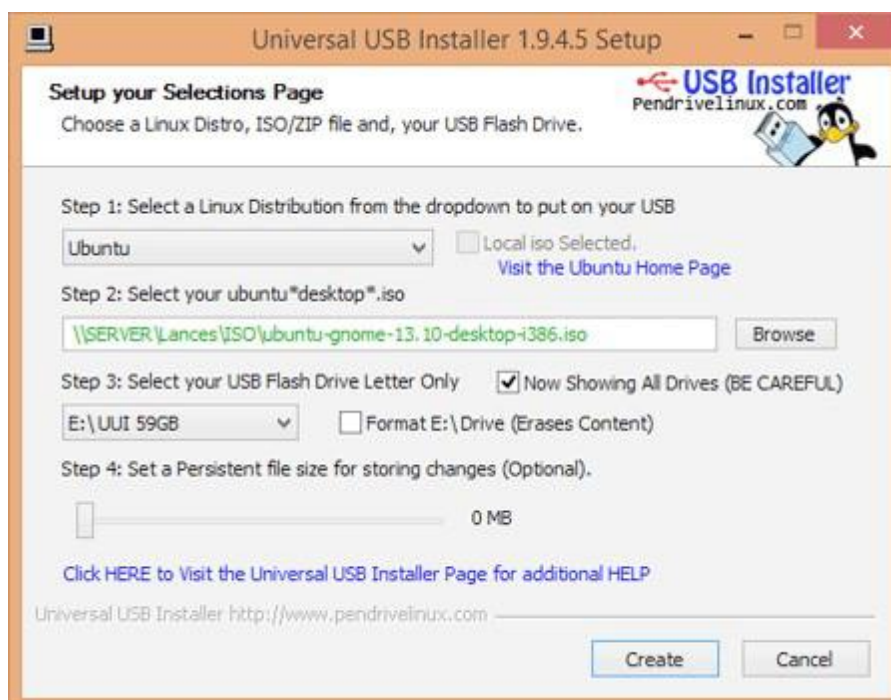 Universal USB Installer 1.9.4.5 Setup
Setup your Selections Page
Choose a Linux Distro, ISO/ZIP file and, your USB Flash Drive.
USB Installer
Pendrivelinux.com
Step 1: Select a Linux Distribution from the dropdown to put on your USB
Ubuntu
Local iso Selected.
Visit the Ubuntu Home Page
Step 2: Select your ubuntu*desktop*.iso
\\SERVER\Lances\ISO\ubuntu-gnome-13.10-desktop-i386.iso
Browse
Step 3: Select your USB Flash Drive Letter Only
Now Showing All Drives (BE CAREFUL)
E:\UUI 59GB
Format E:\Drive (Erases Content)
Step 4: Set a Persistent file size for storing changes (Optional).
0 MB
Click HERE to Visit the Universal USB Installer Page for additional HELP
Universal USB Installer http://www.pendrivelinux.com
Create
Cancel